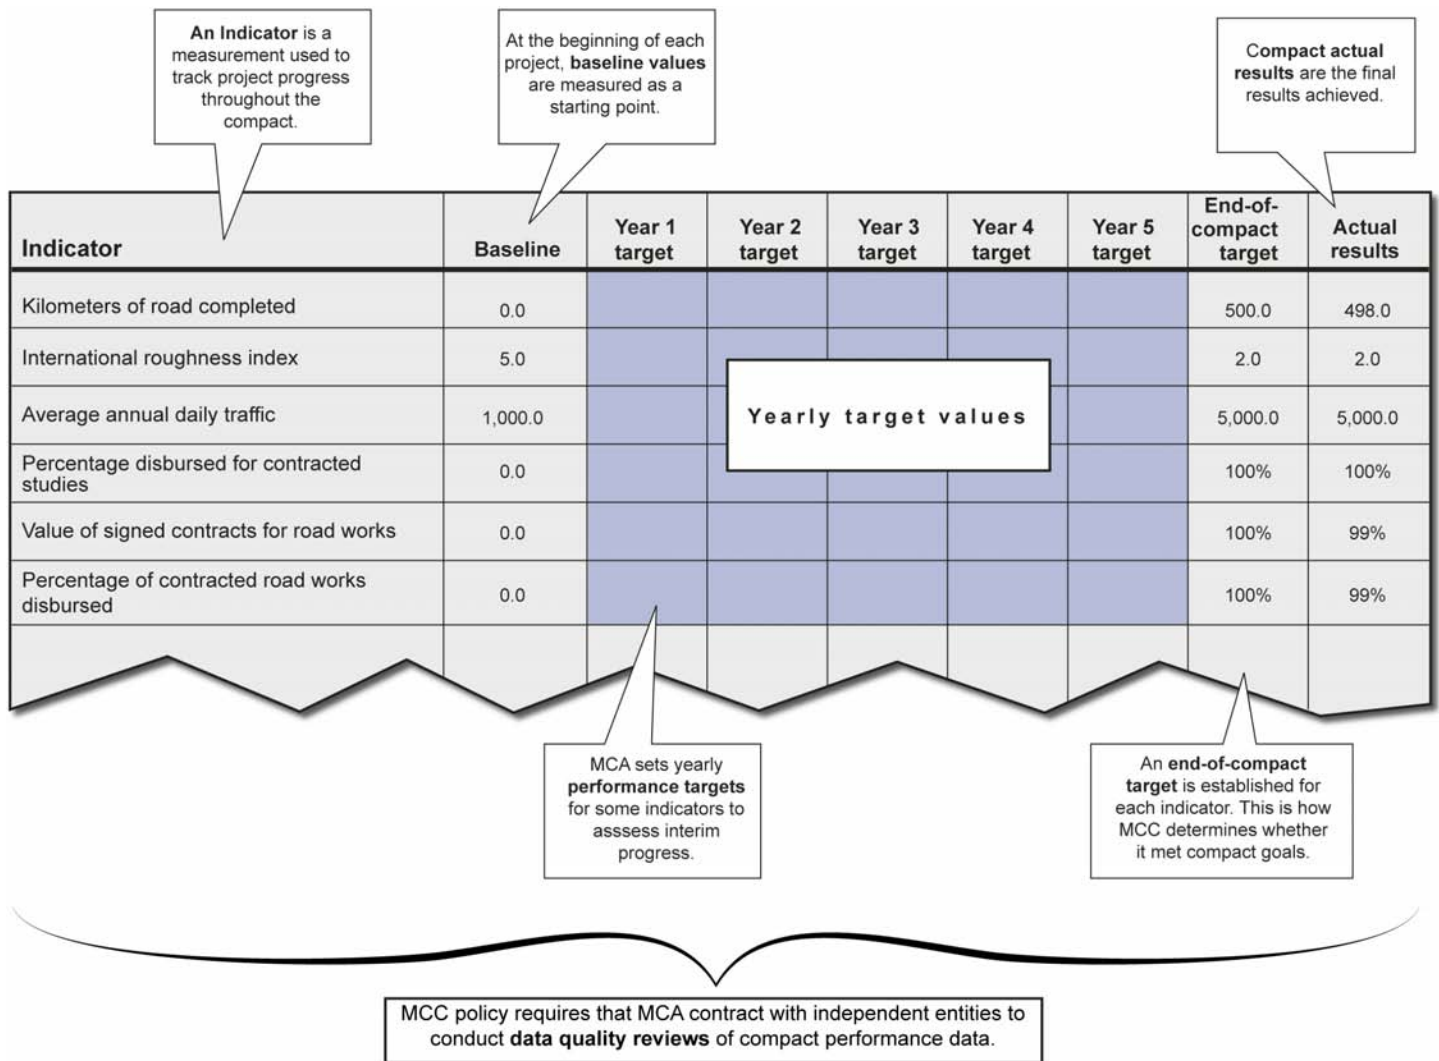 An Indicator is a
measurement used to
track project progress
throughout the
compact.
At the beginning of each
project, baseline values
are measured as a
starting point.
Compact actual
results are the final
results achieved.
Indicator Baseline Year 1 target Year 2 target Year 3 target Year 4 target Year 5 target End-of-compact target Actual results
Kilometers of road completed 0.0 500.0 498.0
International roughness index 5.0 2.0 2.0
Average annual daily traffic 1,000.0 5,000.0 5,000.0
Yearly target values
Percentage disbursed for contracted
studies 0.0 100% 100%
Value of signed contracts for road works 0.0 100% 99%
Percentage of contracted road works
disbursed 0.0 100% 99%
MCA sets yearly
performance targets
for some indicators to
asssess interim
progress.
An end-of-compact
target is established for
each indicator. This is how
MCC determines whether
it met compact goals.
MCC policy requires that MCA contract with independent entities to
conduct data quality reviews of compact performance data.